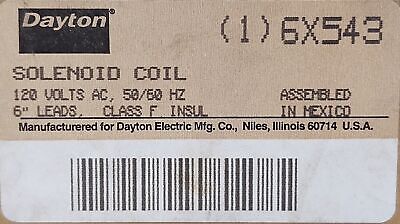 Dayton
(1) 6X543
SOLENOID COIL
120 VOLTS AC, 50/60 HZ ASSEMBLED
6" LEADS, CLASS F INSUL IN MEXICO
Manufacturered for Dayton Electric Mfg. Co., Niles, Illinois 60714 U.S.A.